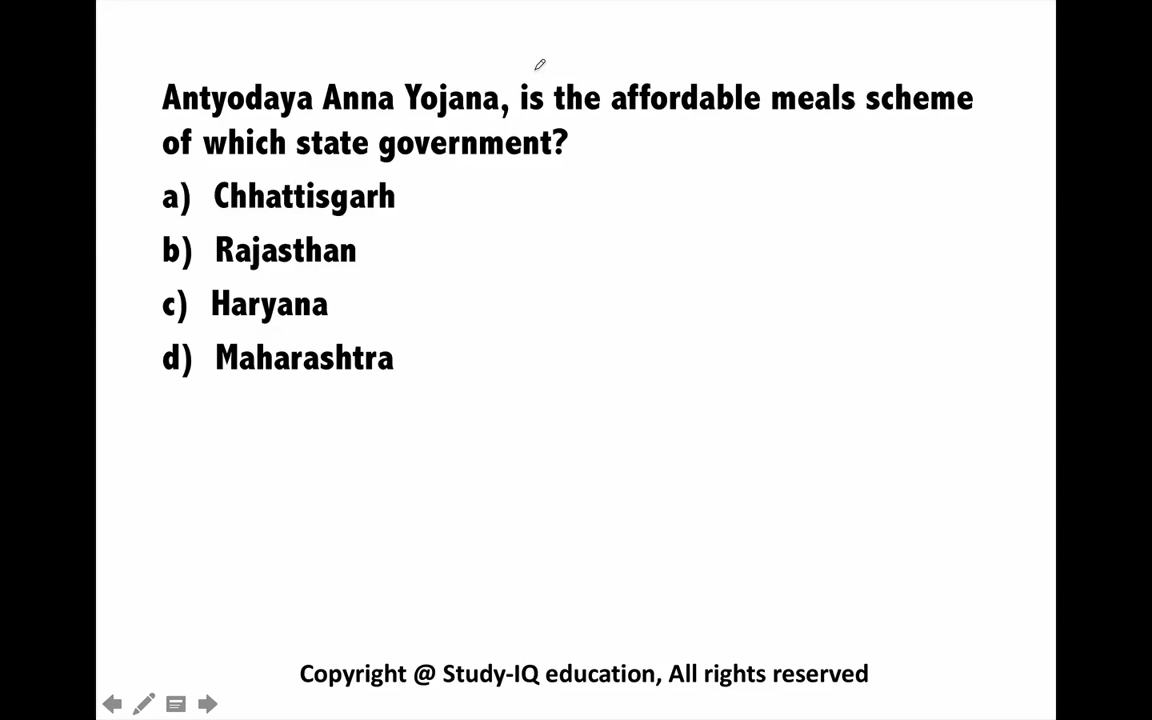 Antyodaya Anna Yojana, is the affordable meals scheme
of which state government?
a) Chhattisgarh
b) Rajasthan
c) Haryana
d) Maharashtra
Copyright @ Study-IQ education, All rights reserved